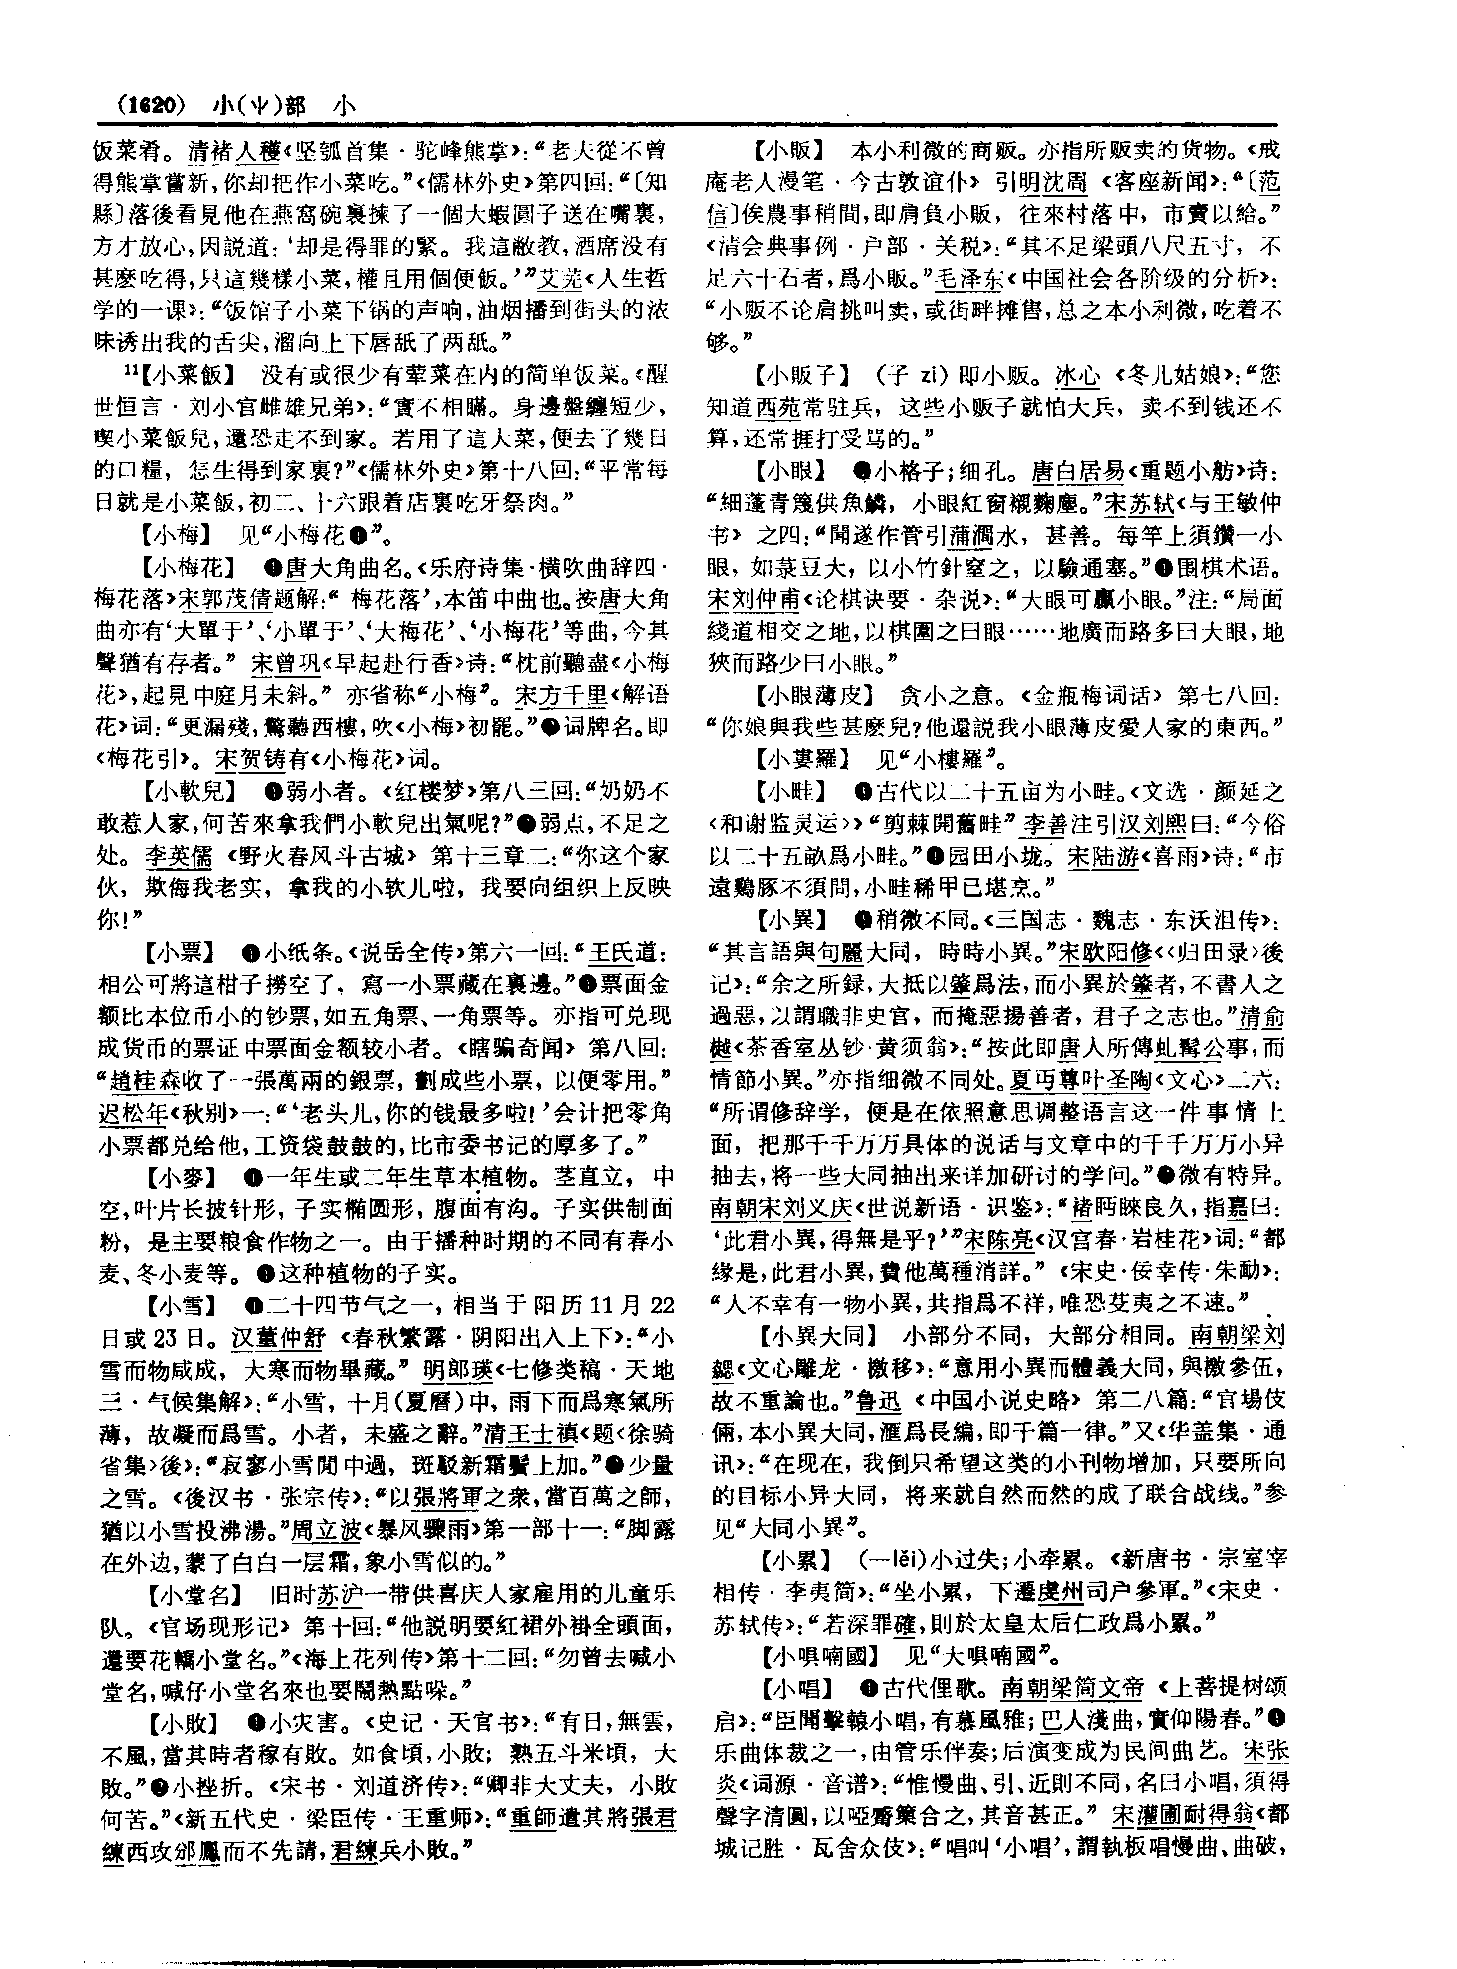 (1620) 小(⺌)部 小
饭菜肴。清褚人穫《坚瓠首集·驼峰熊掌》：“老夫從不曾
得熊掌嘗新，你却把作小菜吃。”《儒林外史》第四回：“〔知
縣〕落後看見他在燕窩碗裏揀了一個大蝦圓子送在嘴裏，
方才放心，因説道：‘却是得罪的緊。我這敝教，酒席没有
甚麽吃得，只這幾樣小菜，權且用個便飯。’”艾芜《人生哲
学的一课》：“饭馆子小菜下锅的声响，油烟播到街头的浓
味诱出我的舌尖，溜向上下唇舐了两舐。”
11【小菜飯】 没有或很少有荤菜在内的简单饭菜。《醒
世恒言·刘小官雌雄兄弟》：“實不相瞞。身邊盤纏短少，
喫小菜飯兒，還恐走不到家。若用了這大菜，便去了幾日
的口糧，怎生得到家裏？”《儒林外史》第十八回：“平常每
日就是小菜飯，初二、十六跟着店裏吃牙祭肉。”
【小梅】 见“小梅花❶”。
【小梅花】 ❶唐大角曲名。《乐府诗集·横吹曲辞四·
梅花落》宋郭茂倩题解：“‘梅花落’，本笛中曲也。按唐大角
曲亦有‘大單于’、‘小單于’、‘大梅花’、‘小梅花’等曲，今其
聲猶有存者。” 宋曾巩《早起赴行香》诗：“枕前聽盡《小梅
花》，起見中庭月未斜。” 亦省称“小梅”。宋方千里《解语
花》词：“更漏殘，驚聽西樓，吹《小梅》初罷。”❷词牌名。即
《梅花引》。宋贺铸有《小梅花》词。
【小軟兒】 ❶弱小者。《红楼梦》第八三回：“奶奶不
敢惹人家，何苦來拿我們小軟兒出氣呢？”❷弱点，不足之
处。李英儒《野火春风斗古城》第十三章二：“你这个家
伙，欺侮我老实，拿我的小软儿啦，我要向组织上反映
你！”
【小票】 ❶小纸条。《说岳全传》第六一回：“王氏道：
相公可將這柑子撈空了，寫一小票藏在裏邊。”❷票面金
额比本位币小的钞票，如五角票、一角票等。亦指可兑现
成货币的票证中票面金额较小者。《瞎骗奇闻》第八回：
“趙桂森收了一張萬兩的銀票，劃成些小票，以便零用。”
迟松年《秋别》一：“‘老头儿，你的钱最多啦！’会计把零角
小票都兑给他，工资袋鼓鼓的，比市委书记的厚多了。”
【小麥】 ❶一年生或二年生草本植物。茎直立，中
空，叶片长披针形，子实椭圆形，腹面有沟。子实供制面
粉，是主要粮食作物之一。由于播种时期的不同有春小
麦、冬小麦等。❷这种植物的子实。
【小雪】 ❶二十四节气之一，相当于阳历11月22
日或23日。汉董仲舒《春秋繁露·阴阳出入上下》：“小
雪而物咸成，大寒而物畢藏。” 明郎瑛《七修类稿·天地
三·气候集解》：“小雪，十月（夏曆）中，雨下而爲寒氣所
薄，故凝而爲雪。小者，未盛之辭。”清王士禛《题〈徐骑
省集〉後》：“寂寥小雪閒中過，斑駁新霜鬢上加。”❷少量
之雪。《後汉书·张宗传》：“以張將軍之衆，當百萬之師，
猶以小雪投沸湯。”周立波《暴风骤雨》第一部十一：“脚露
在外边，蒙了白白一层霜，象小雪似的。”
【小堂名】 旧时苏沪一带供喜庆人家雇用的儿童乐
队。《官场现形记》第十回：“他説明要紅裙外褂全頭面，
還要花轎小堂名。”《海上花列传》第十二回：“勿曾去喊小
堂名，喊仔小堂名來也要鬧熱點哚。”
【小敗】 ❶小灾害。《史记·天官书》：“有日，無雲，
不風，當其時者稼有敗。如食頃，小敗；熟五斗米頃，大
敗。”❷小挫折。《宋书·刘道济传》：“卿非大丈夫，小敗
何苦。”《新五代史·梁臣传·王重师》：“重師遣其將張君
練西攻邠鳳而不先請，君練兵小敗。”
【小販】 本小利微的商贩。亦指所贩卖的货物。《戒
庵老人漫笔·今古敦谊仆》引明沈周《客座新闻》：“〔范
信〕俟農事稍間，即肩負小販，往來村落中，市賣以給。”
《清会典事例·户部·关税》：“其不足梁頭八尺五寸，不
足六十石者，爲小販。”毛泽东《中国社会各阶级的分析》：
“小贩不论肩挑叫卖，或街畔摊售，总之本小利微，吃着不
够。”
【小販子】 （子 zi）即小贩。冰心《冬儿姑娘》：“您
知道西苑常驻兵，这些小贩子就怕大兵，卖不到钱还不
算，还常捱打受骂的。”
【小眼】 ❶小格子；细孔。唐白居易《重题小舫》诗：
“細蓬青篾供魚鱗，小眼紅窗襯麴塵。”宋苏轼《与王敏仲
书》之四：“聞遂作管引蒲澗水，甚善。每竿上須鑽一小
眼，如菉豆大，以小竹針窒之，以驗通塞。”❷围棋术语。
宋刘仲甫《论棋诀要·杂说》：“大眼可贏小眼。”注：“局面
綫道相交之地，以棋圍之曰眼……地廣而路多曰大眼，地
狹而路少曰小眼。”
【小眼薄皮】 贪小之意。《金瓶梅词话》第七八回：
“你娘與我些甚麽兒？他還説我小眼薄皮愛人家的東西。”
【小婁羅】 见“小樓羅”。
【小畦】 ❶古代以二十五亩为小畦。《文选·颜延之
〈和谢监灵运〉》“剪棘開舊畦”李善注引汉刘熙曰：“今俗
以二十五畝爲小畦。”❷园田小垅。宋陆游《喜雨》诗：“市
遠鷄豚不須問，小畦稀甲已堪烹。”
【小異】 ❶稍微不同。《三国志·魏志·东沃沮传》：
“其言語與句麗大同，時時小異。”宋欧阳修《〈归田录〉後
记》：“余之所録，大抵以肇爲法，而小異於肇者，不書人之
過惡，以謂職非史官，而掩惡揚善者，君子之志也。”清俞
樾《茶香室丛钞·黄须翁》：“按此即唐人所傳虬髯公事，而
情節小異。”亦指细微不同处。夏丏尊叶圣陶《文心》二六：
“所谓修辞学，便是在依照意思调整语言这一件事情上
面，把那千千万万具体的说话与文章中的千千万万小异
抽去，将一些大同抽出来详加研讨的学问。”❷微有特异。
南朝宋刘义庆《世说新语·识鉴》：“褚眄睞良久，指嘉曰：
‘此君小異，得無是乎？’”宋陈亮《汉宫春·岩桂花》词：“都
缘是，此君小異，費他萬種消詳。”《宋史·佞幸传·朱勔》：
“人不幸有一物小異，共指爲不祥，唯恐芟夷之不速。”
【小異大同】 小部分不同，大部分相同。南朝梁刘
勰《文心雕龙·檄移》：“意用小異而體義大同，與檄參伍，
故不重論也。”鲁迅《中国小说史略》第二八篇：“官場伎
倆，本小異大同，匯爲長編，即千篇一律。”又《华盖集·通
讯》：“在现在，我倒只希望这类的小刊物增加，只要所向
的目标小异大同，将来就自然而然的成了联合战线。”参
见“大同小異”。
【小累】 （—lěi）小过失；小牵累。《新唐书·宗室宰
相传·李夷简》：“坐小累，下遷虔州司户參軍。”《宋史·
苏轼传》：“若深罪確，則於太皇太后仁政爲小累。”
【小唄喃國】 见“大唄喃國”。
【小唱】 ❶古代俚歌。南朝梁简文帝《上菩提树颂
启》：“臣聞擊轅小唱，有慕風雅；巴人淺曲，實仰陽春。”❷
乐曲体裁之一，由管乐伴奏；后演变成为民间曲艺。宋张
炎《词源·音谱》：“惟慢曲、引、近則不同，名曰小唱，須得
聲字清圓，以啞觱篥合之，其音甚正。” 宋灌圃耐得翁《都
城记胜·瓦舍众伎》：“唱叫‘小唱’，謂執板唱慢曲、曲破，